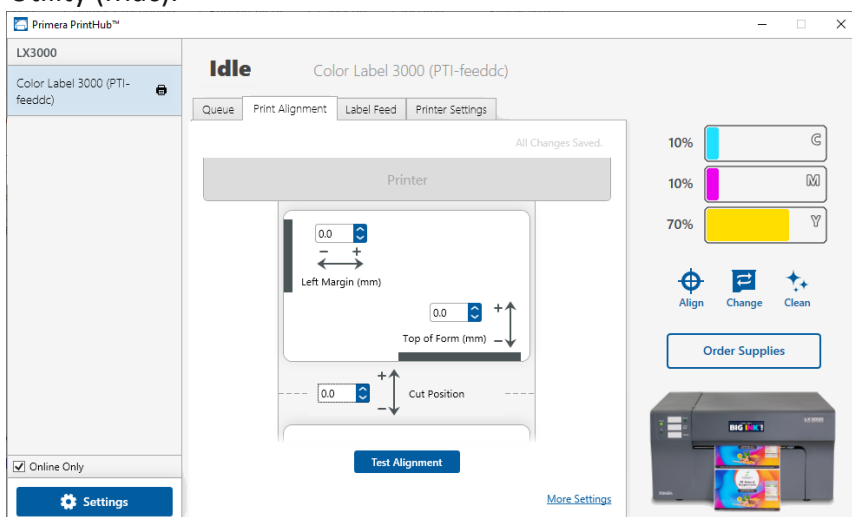 Utility (Mac).
Primera PrintHub™
LX3000
Color Label 3000 (PTI-
feeddc)
Idle
Color Label 3000 (PTI-feeddc)
Queue
Print Alignment
Label Feed
Printer Settings
All Changes Saved.
Printer
0.0
− +
Left Margin (mm)
0.0
+
Top of Form (mm)
−
+
0.0
Cut Position
−
Test Alignment
More Settings
Online Only
Settings
10%
C
10%
M
70%
Y
Align
Change
Clean
Order Supplies
BIG INK!
LX3000